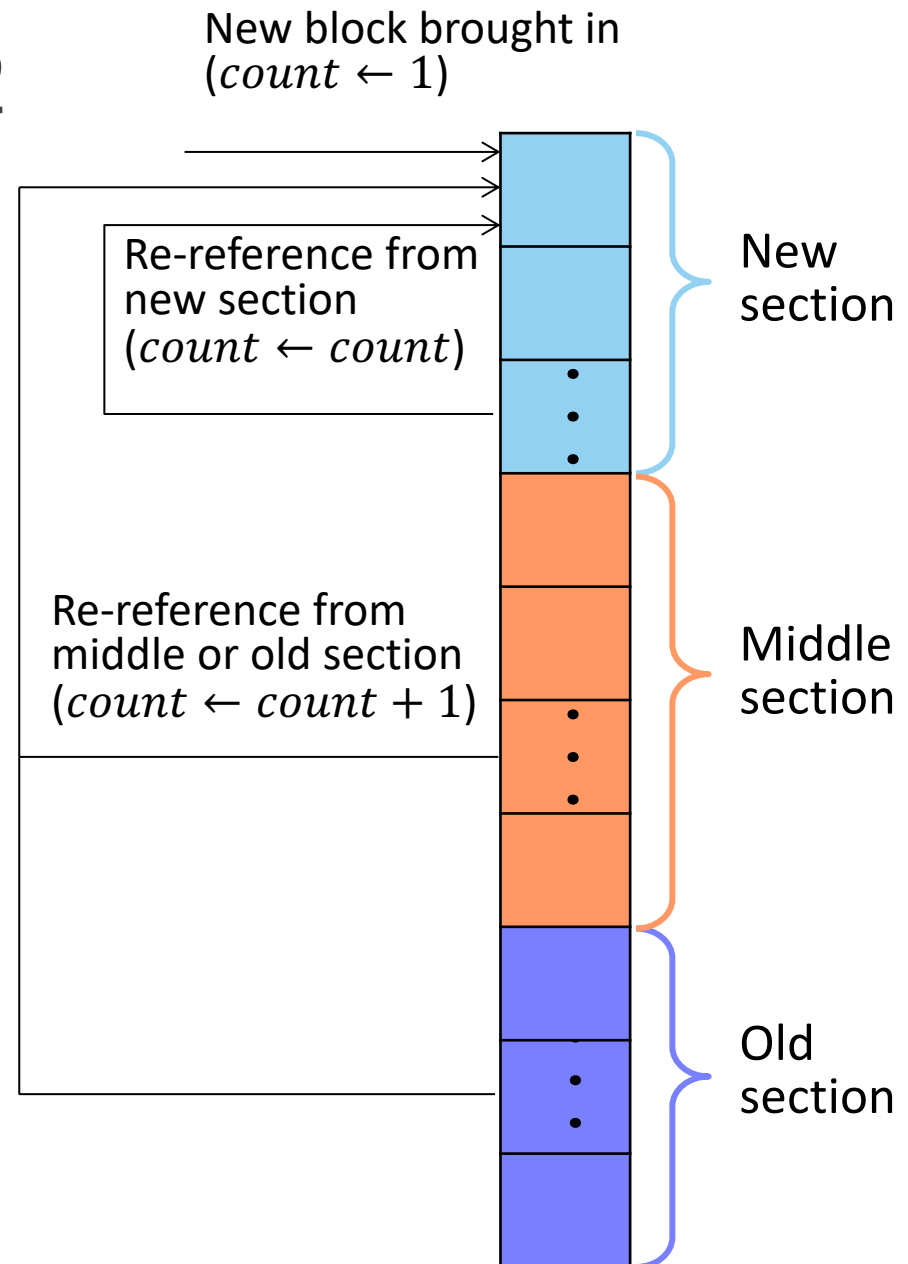 New block brought in
(count ← 1)
Re-reference from
new section
(count ← count)
New
section
Re-reference from
middle or old section
(count ← count + 1)
Middle
section
Old
section